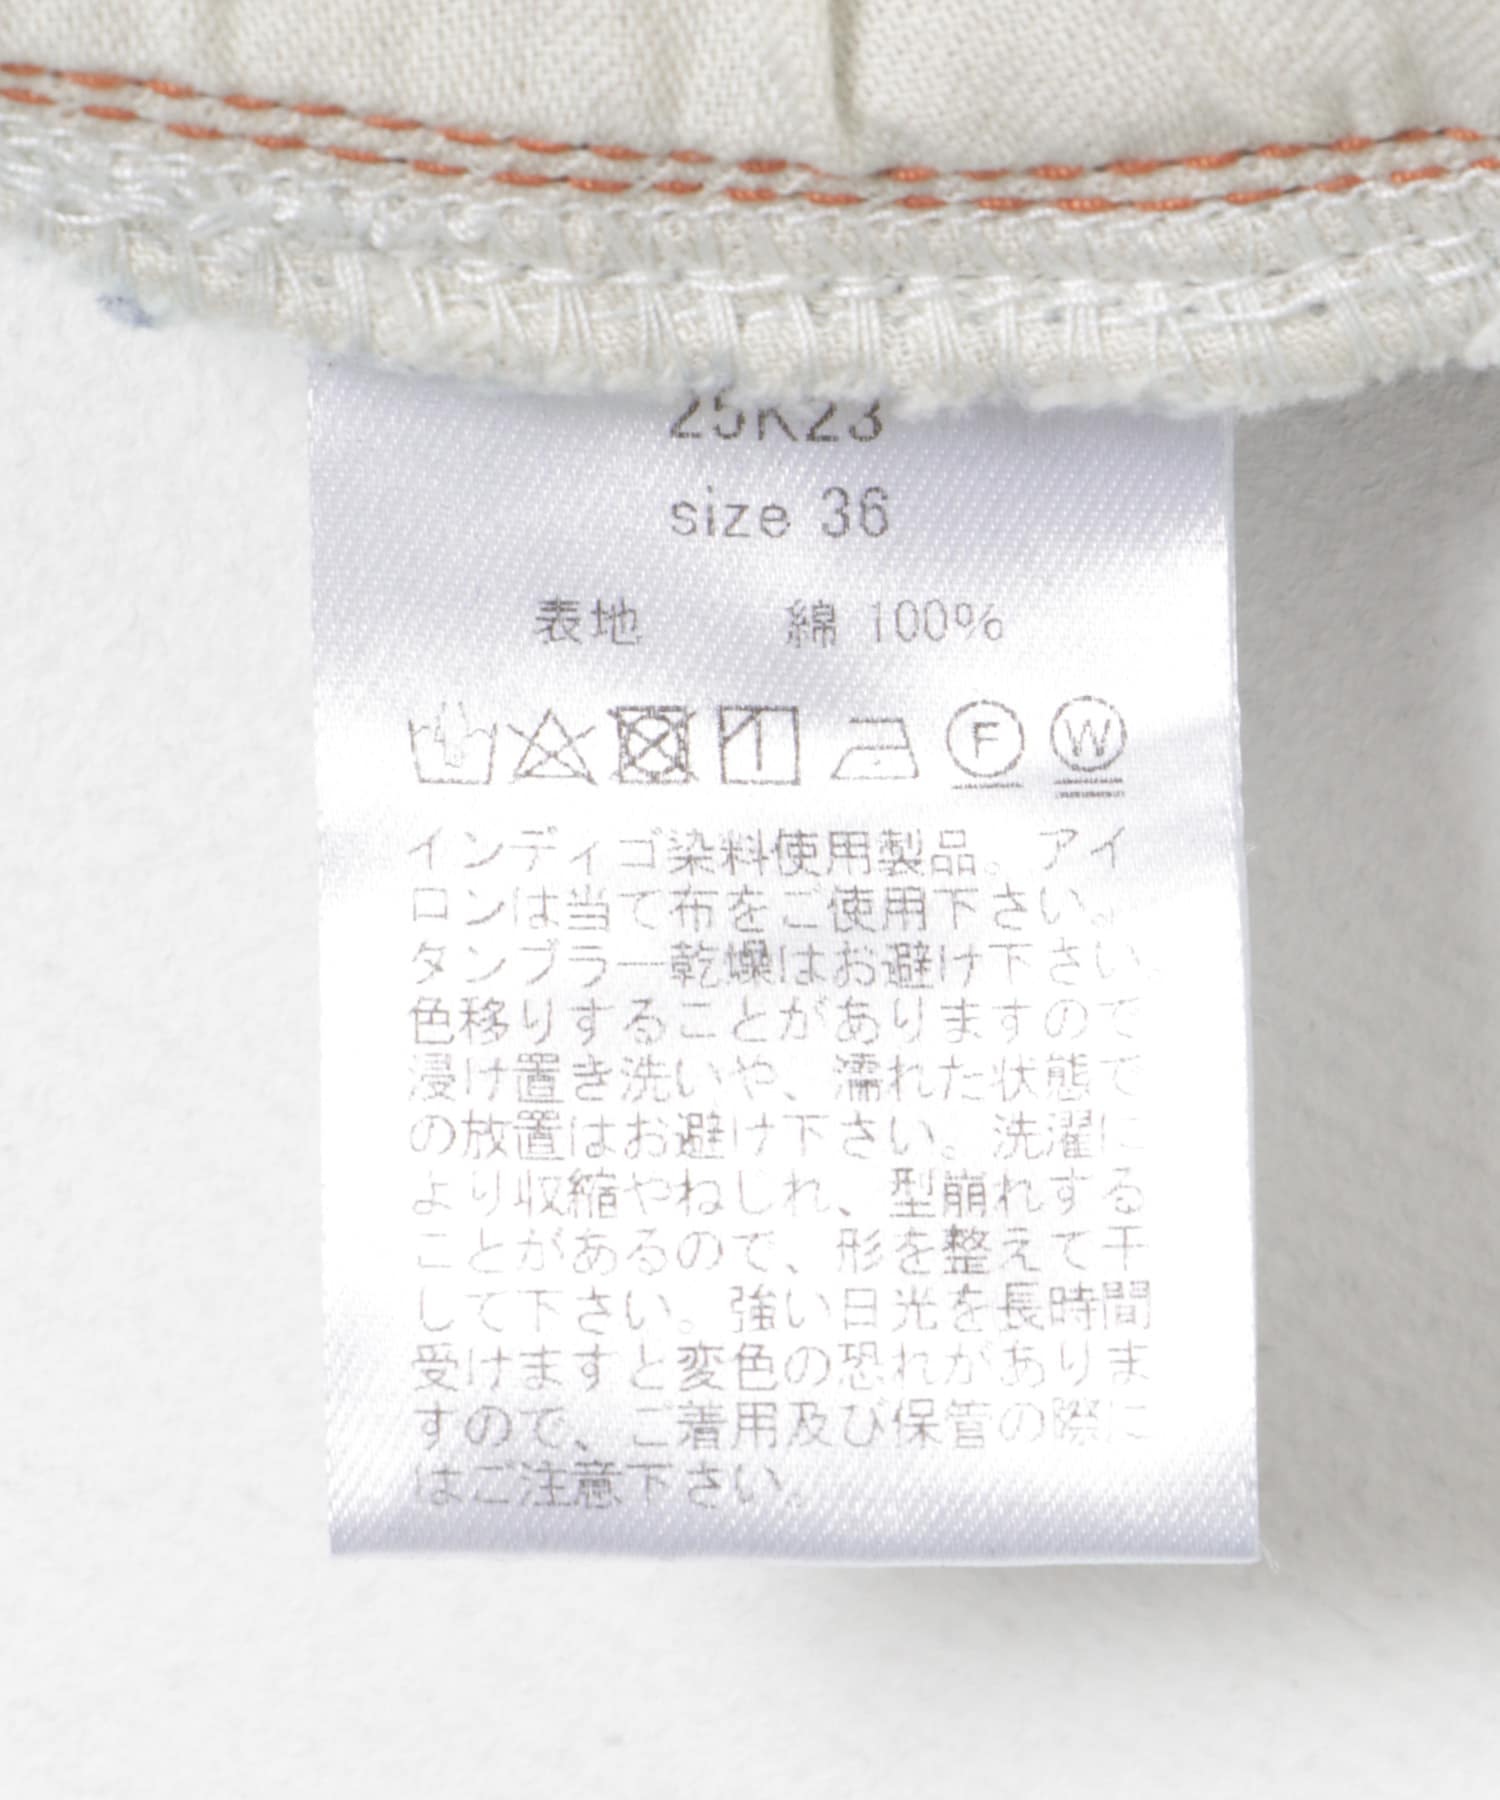 25K23
size 36
表地 綿 100%
F W
インディゴ染料使用製品。アイ
ロンは当て布をご使用下さい。
タンブラー乾燥はお避け下さい。
色移りすることがありますので
浸け置き洗いや、濡れた状態で
の放置はお避け下さい。洗濯に
より収縮やねじれ、型崩れする
ことがあるので、形を整えて干
して下さい。強い日光を長時間
受けますと変色の恐れがありま
すので、ご着用及び保管の際に
はご注意下さい。